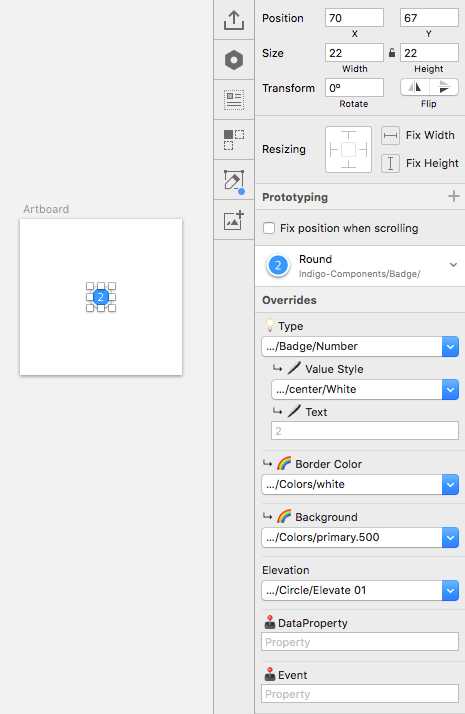 Artboard
2
Position 70 67
X Y
Size 22 22
Width Height
Transform 0º
Rotate Flip
Resizing Fix Width
Fix Height
Prototyping
Fix position when scrolling
2 Round
Indigo-Components/Badge/
Overrides
Type
.../Badge/Number
Value Style
.../center/White
Text
2
Border Color
.../Colors/white
Background
.../Colors/primary.500
Elevation
.../Circle/Elevate 01
DataProperty
Property
Event
Property